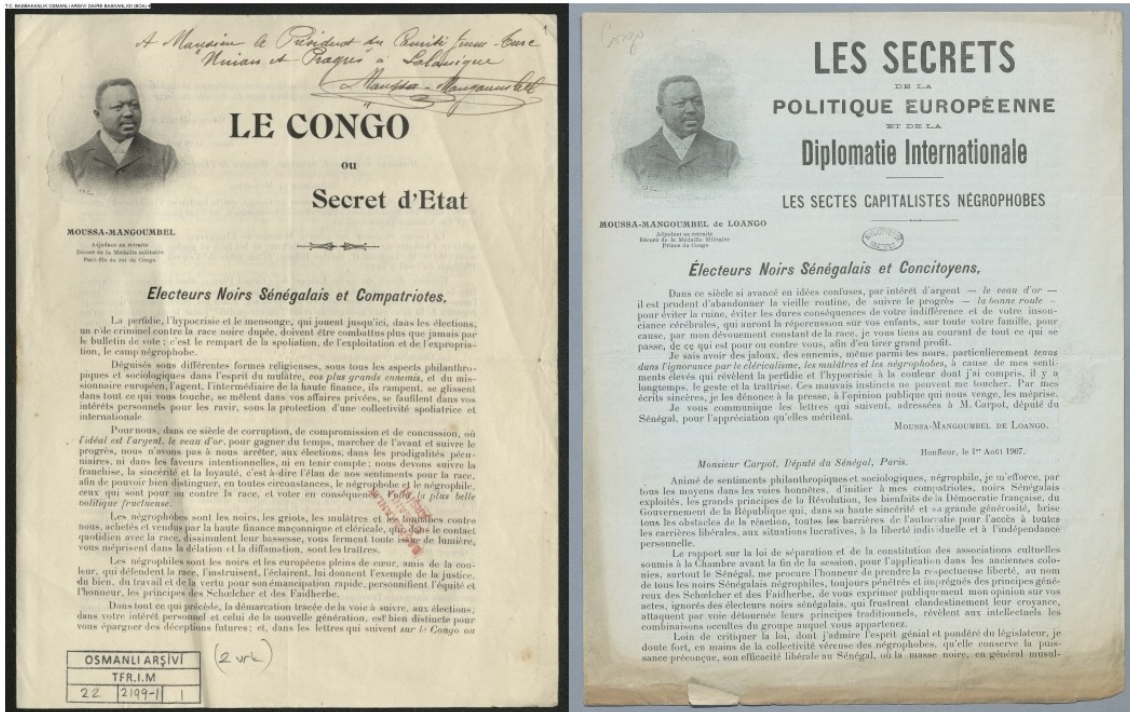 T.C. BAŞBAKANLIK OSMANLI ARŞİVİ DAİRE BAŞKANLIĞI (BOA)
A Monsieur le Président du Comité Jeune Turc
"Union et Progrès" à Salonique
Moussa-Mangoumbel
LE CONGO
ou
Secret d'Etat
MOUSSA-MANGOUMBEL
Adjudant en retraite
Décoré de la Médaille militaire
Petit-fils du roi du Congo
Electeurs Noirs Sénégalais et Compatriotes,
La perfidie, l'hypocrisie et le mensonge, qui jouent jusqu'ici, dans les élections,
un rôle criminel contre la race noire dupée, doivent être combattus plus que jamais par
le bulletin de vote ; c'est le rempart de la spoliation, de l'exploitation et de l'expropria-
tion, le camp négrophobe.
Déguisés sous différentes formes religieuses, sous tous les aspects philanthro-
piques et sociologiques dans l'esprit du mulâtre, vos plus grands ennemis, et du mis-
sionnaire européen, l'agent, l'intermédiaire de la haute finance, ils rampent, se glissent
dans tout ce qui vous touche, se mêlent dans vos affaires privées, se faufilent dans vos
intérêts personnels pour les ravir, sous la protection d'une collectivité spoliatrice et
internationale.
Pour nous, dans ce siècle de corruption, de compromission et de concussion, où
l'idéal est l'argent, le veau d'or, pour gagner du temps, marcher de l'avant et suivre le
progrès, nous n'avons pas à nous arrêter, aux élections, dans les prodigalités pécu-
niaires, ni dans les faveurs intentionnelles, ni en tenir compte ; nous devons suivre la
franchise, la sincérité et la loyauté, c'est à-dire l'élan de nos sentiments pour la race,
afin de pouvoir bien distinguer, en toutes circonstances, le négrophobe et le négrophile,
ceux qui sont pour ou contre la race, et voter en conséquence. Voilà la plus belle
politique fructueuse.
Les négrophobes sont les noirs, les griots, les mulâtres et les contre
nous, achetés et vendus par la haute finance maçonnique et cléricale, qui, dans le contact
quotidien avec la race, dissimulent leur bassesse, vous ferment toute de lumière,
vous méprisent dans la délation et la diffamation, sont les traîtres.
Les négrophiles sont les noirs et les européens pleins de cœur, amis de la cou-
leur, qui défendent la race, l'instruisent, l'éclairent, lui donnent l'exemple de la justice,
du bien, du travail et de la vertu pour son émancipation rapide, personnifient l'équité et
l'honneur, les principes des Schœlcher et des Faidherbe.
Dans tout ce qui précède, la démarcation tracée de la voie à suivre, aux élections,
dans votre intérêt personnel et celui de la nouvelle génération, est bien distincte pour
vous épargner des déceptions futures ; et, dans les lettres qui suivent sur le Congo ou
OSMANLI ARŞİVİ
TFR.I.M
22 2199-1 1
(2 vrk)
Congo
LES SECRETS
DE LA
POLITIQUE EUROPÉENNE
ET DE LA
Diplomatie Internationale
LES SECTES CAPITALISTES NÉGROPHOBES
MOUSSA-MANGOUMBEL de LOANGO
Adjudant en retraite
Décoré de la Médaille Militaire
Prince du Congo
Électeurs Noirs Sénégalais et Concitoyens,
Dans ce siècle si avancé en idées confuses, par intérêt d'argent — le veau d'or —
il est prudent d'abandonner la vieille routine, de suivre le progrès — la bonne route —
pour éviter la ruine, éviter les dures conséquences de votre indifférence et de votre insou-
ciance cérébrales, qui auront la répercussion sur vos enfants, sur toute votre famille, pour
cause, par mon dévouement constant de la race, je vous tiens au courant de tout ce qui se
passe, de ce qui est pour ou contre vous, afin d'en tirer grand profit.
Je sais avoir des jaloux, des ennemis, même parmi les noirs, particulièrement tenus
dans l'ignorance par le cléricalisme, les mulâtres et les négrophobes, à cause de mes senti-
ments élevés qui révèlent la perfidie et l'hypocrisie à la couleur dont j'ai compris, il y a
longtemps, le geste et la traîtrise. Ces mauvais instincts ne peuvent me toucher. Par mes
écrits sincères, je les dénonce à la presse, à l'opinion publique qui nous venge, les méprise.
Je vous communique les lettres qui suivent, adressées à M. Carpot, député du
Sénégal, pour l'appréciation qu'elles méritent.
MOUSSA-MANGOUMBEL DE LOANGO.
Honfleur, le 1er Août 1907.
Monsieur Carpot, Député du Sénégal, Paris.
Animé de sentiments philanthropiques et sociologiques, négrophile, je m'efforce, par
tous les moyens dans les voies honnêtes, d'initier à mes compatriotes, noirs Sénégalais
exploités, les grands principes de la Révolution, les bienfaits de la Démocratie française, du
Gouvernement de la République qui, dans sa haute sincérité et sa grande générosité, brise
tous les obstacles de la réaction, toutes les barrières de l'autocratie pour l'accès à toutes
les carrières libérales, aux situations lucratives, à la liberté individuelle et à l'indépendance
personnelle.
Le rapport sur la loi de séparation et de la constitution des associations cultuelles
soumis à la Chambre avant la fin de la session, pour l'application dans les anciennes colo-
nies, surtout le Sénégal, me procure l'honneur de prendre la respectueuse liberté, au nom
de tous les noirs Sénégalais négrophiles, toujours pénétrés et imprégnés des principes géné-
reux des Schœlcher et des Faidherbe, de vous exprimer publiquement mon opinion sur vos
actes, ignorés des électeurs noirs sénégalais, qui frustrent clandestinement leur croyance,
attaquent par voie détournée leurs principes traditionnels, révèlent aux intellectuels les
combinaisons occultes du groupe auquel vous appartenez.
Loin de critiquer la loi, dont j'admire l'esprit génial et pondéré du législateur, je
doute fort, en mains de la collectivité véreuse des négrophobes, qu'elle conserve la puis-
sance préconçue, son efficacité libérale au Sénégal, où la masse noire, en général musul-